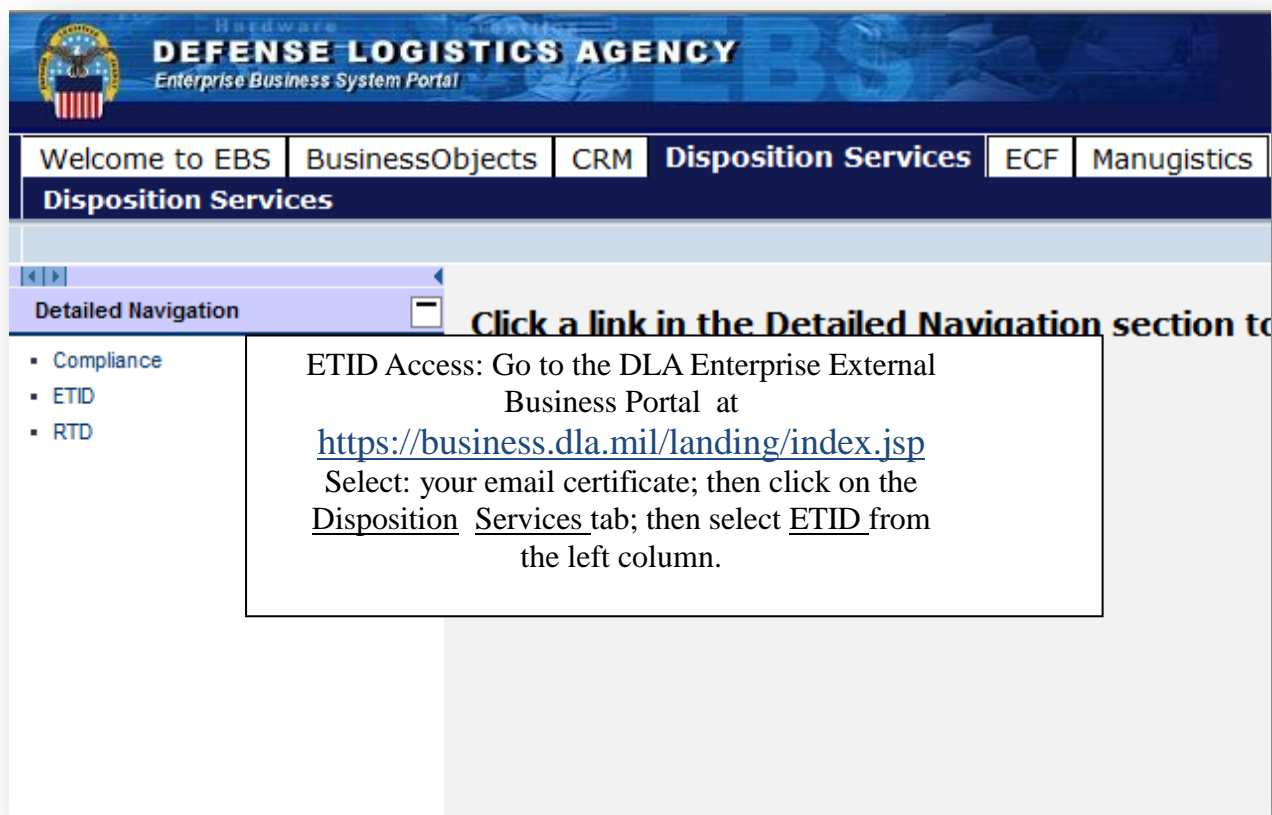 Hardware
DEFENSE LOGISTICS AGENCY
Enterprise Business System Portal
EBS
Welcome to EBS BusinessObjects CRM Disposition Services ECF Manugistics
Disposition Services
Detailed Navigation
Click a link in the Detailed Navigation section to
Compliance
ETID
RTD
ETID Access: Go to the DLA Enterprise External
Business Portal at
https://business.dla.mil/landing/index.jsp
Select: your email certificate; then click on the
Disposition Services tab; then select ETID from
the left column.